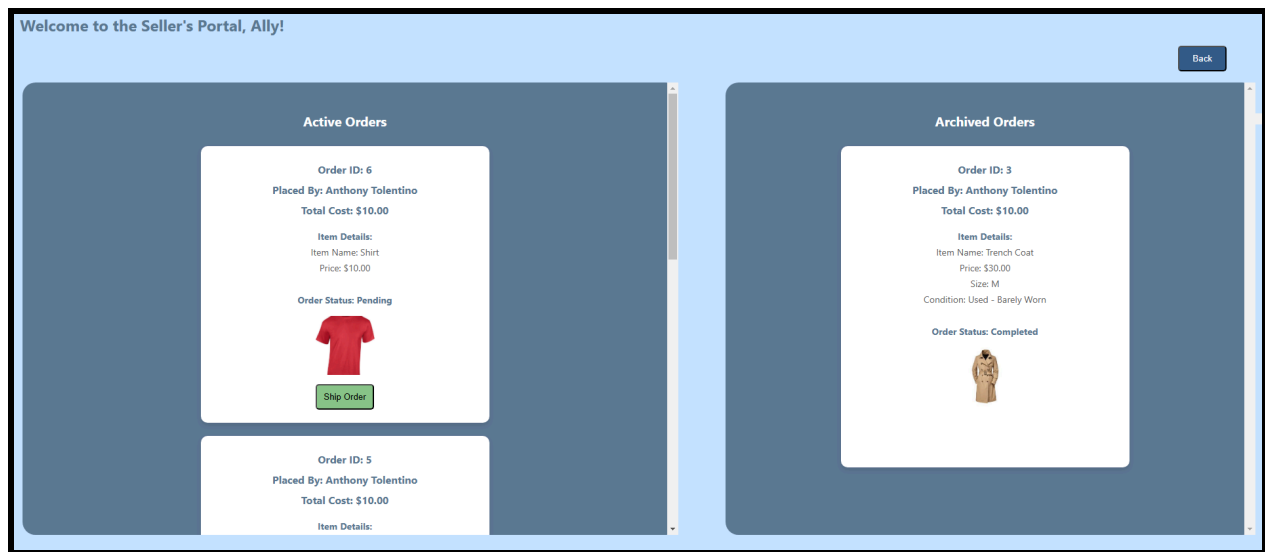 Welcome to the Seller's Portal, Ally!
Back
Active Orders
Order ID: 6
Placed By: Anthony Tolentino
Total Cost: $10.00
Item Details:
Item Name: Shirt
Price: $10.00
Order Status: Pending
Ship Order
Order ID: 5
Placed By: Anthony Tolentino
Total Cost: $10.00
Item Details:
Archived Orders
Order ID: 3
Placed By: Anthony Tolentino
Total Cost: $10.00
Item Details:
Item Name: Trench Coat
Price: $30.00
Size: M
Condition: Used - Barely Worn
Order Status: Completed